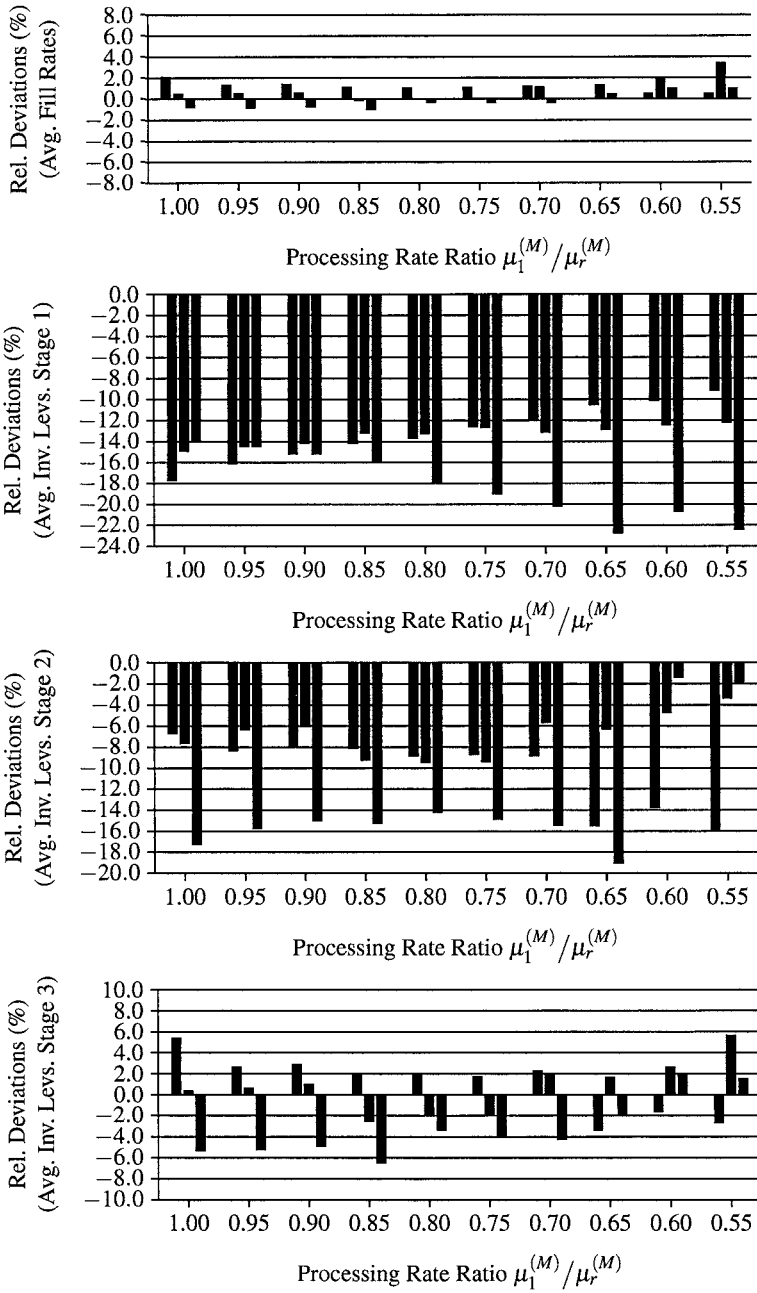 Rel. Deviations (%)
(Avg. Fill Rates)
8.0
6.0
4.0
2.0
0.0
−2.0
−4.0
−6.0
−8.0
1.00 0.95 0.90 0.85 0.80 0.75 0.70 0.65 0.60 0.55
Processing Rate Ratio μ₁^(M)/μᵣ^(M)
Rel. Deviations (%)
(Avg. Inv. Levs. Stage 1)
0.0
−2.0
−4.0
−6.0
−8.0
−10.0
−12.0
−14.0
−16.0
−18.0
−20.0
−22.0
−24.0
1.00 0.95 0.90 0.85 0.80 0.75 0.70 0.65 0.60 0.55
Processing Rate Ratio μ₁^(M)/μᵣ^(M)
Rel. Deviations (%)
(Avg. Inv. Levs. Stage 2)
0.0
−2.0
−4.0
−6.0
−8.0
−10.0
−12.0
−14.0
−16.0
−18.0
−20.0
1.00 0.95 0.90 0.85 0.80 0.75 0.70 0.65 0.60 0.55
Processing Rate Ratio μ₁^(M)/μᵣ^(M)
Rel. Deviations (%)
(Avg. Inv. Levs. Stage 3)
10.0
8.0
6.0
4.0
2.0
0.0
−2.0
−4.0
−6.0
−8.0
−10.0
1.00 0.95 0.90 0.85 0.80 0.75 0.70 0.65 0.60 0.55
Processing Rate Ratio μ₁^(M)/μᵣ^(M)